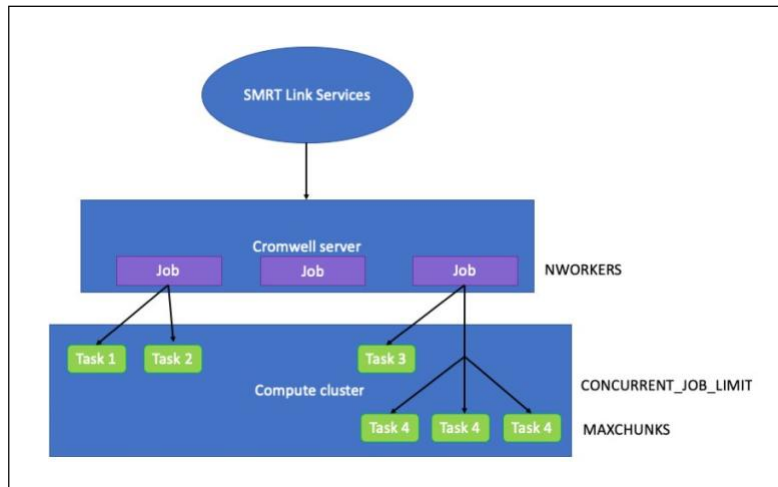 SMRT Link Services
Cromwell server
Job
Job
Job
NWORKERS
Task 1
Task 2
Task 3
Compute cluster
CONCURRENT_JOB_LIMIT
Task 4
Task 4
Task 4
MAXCHUNKS